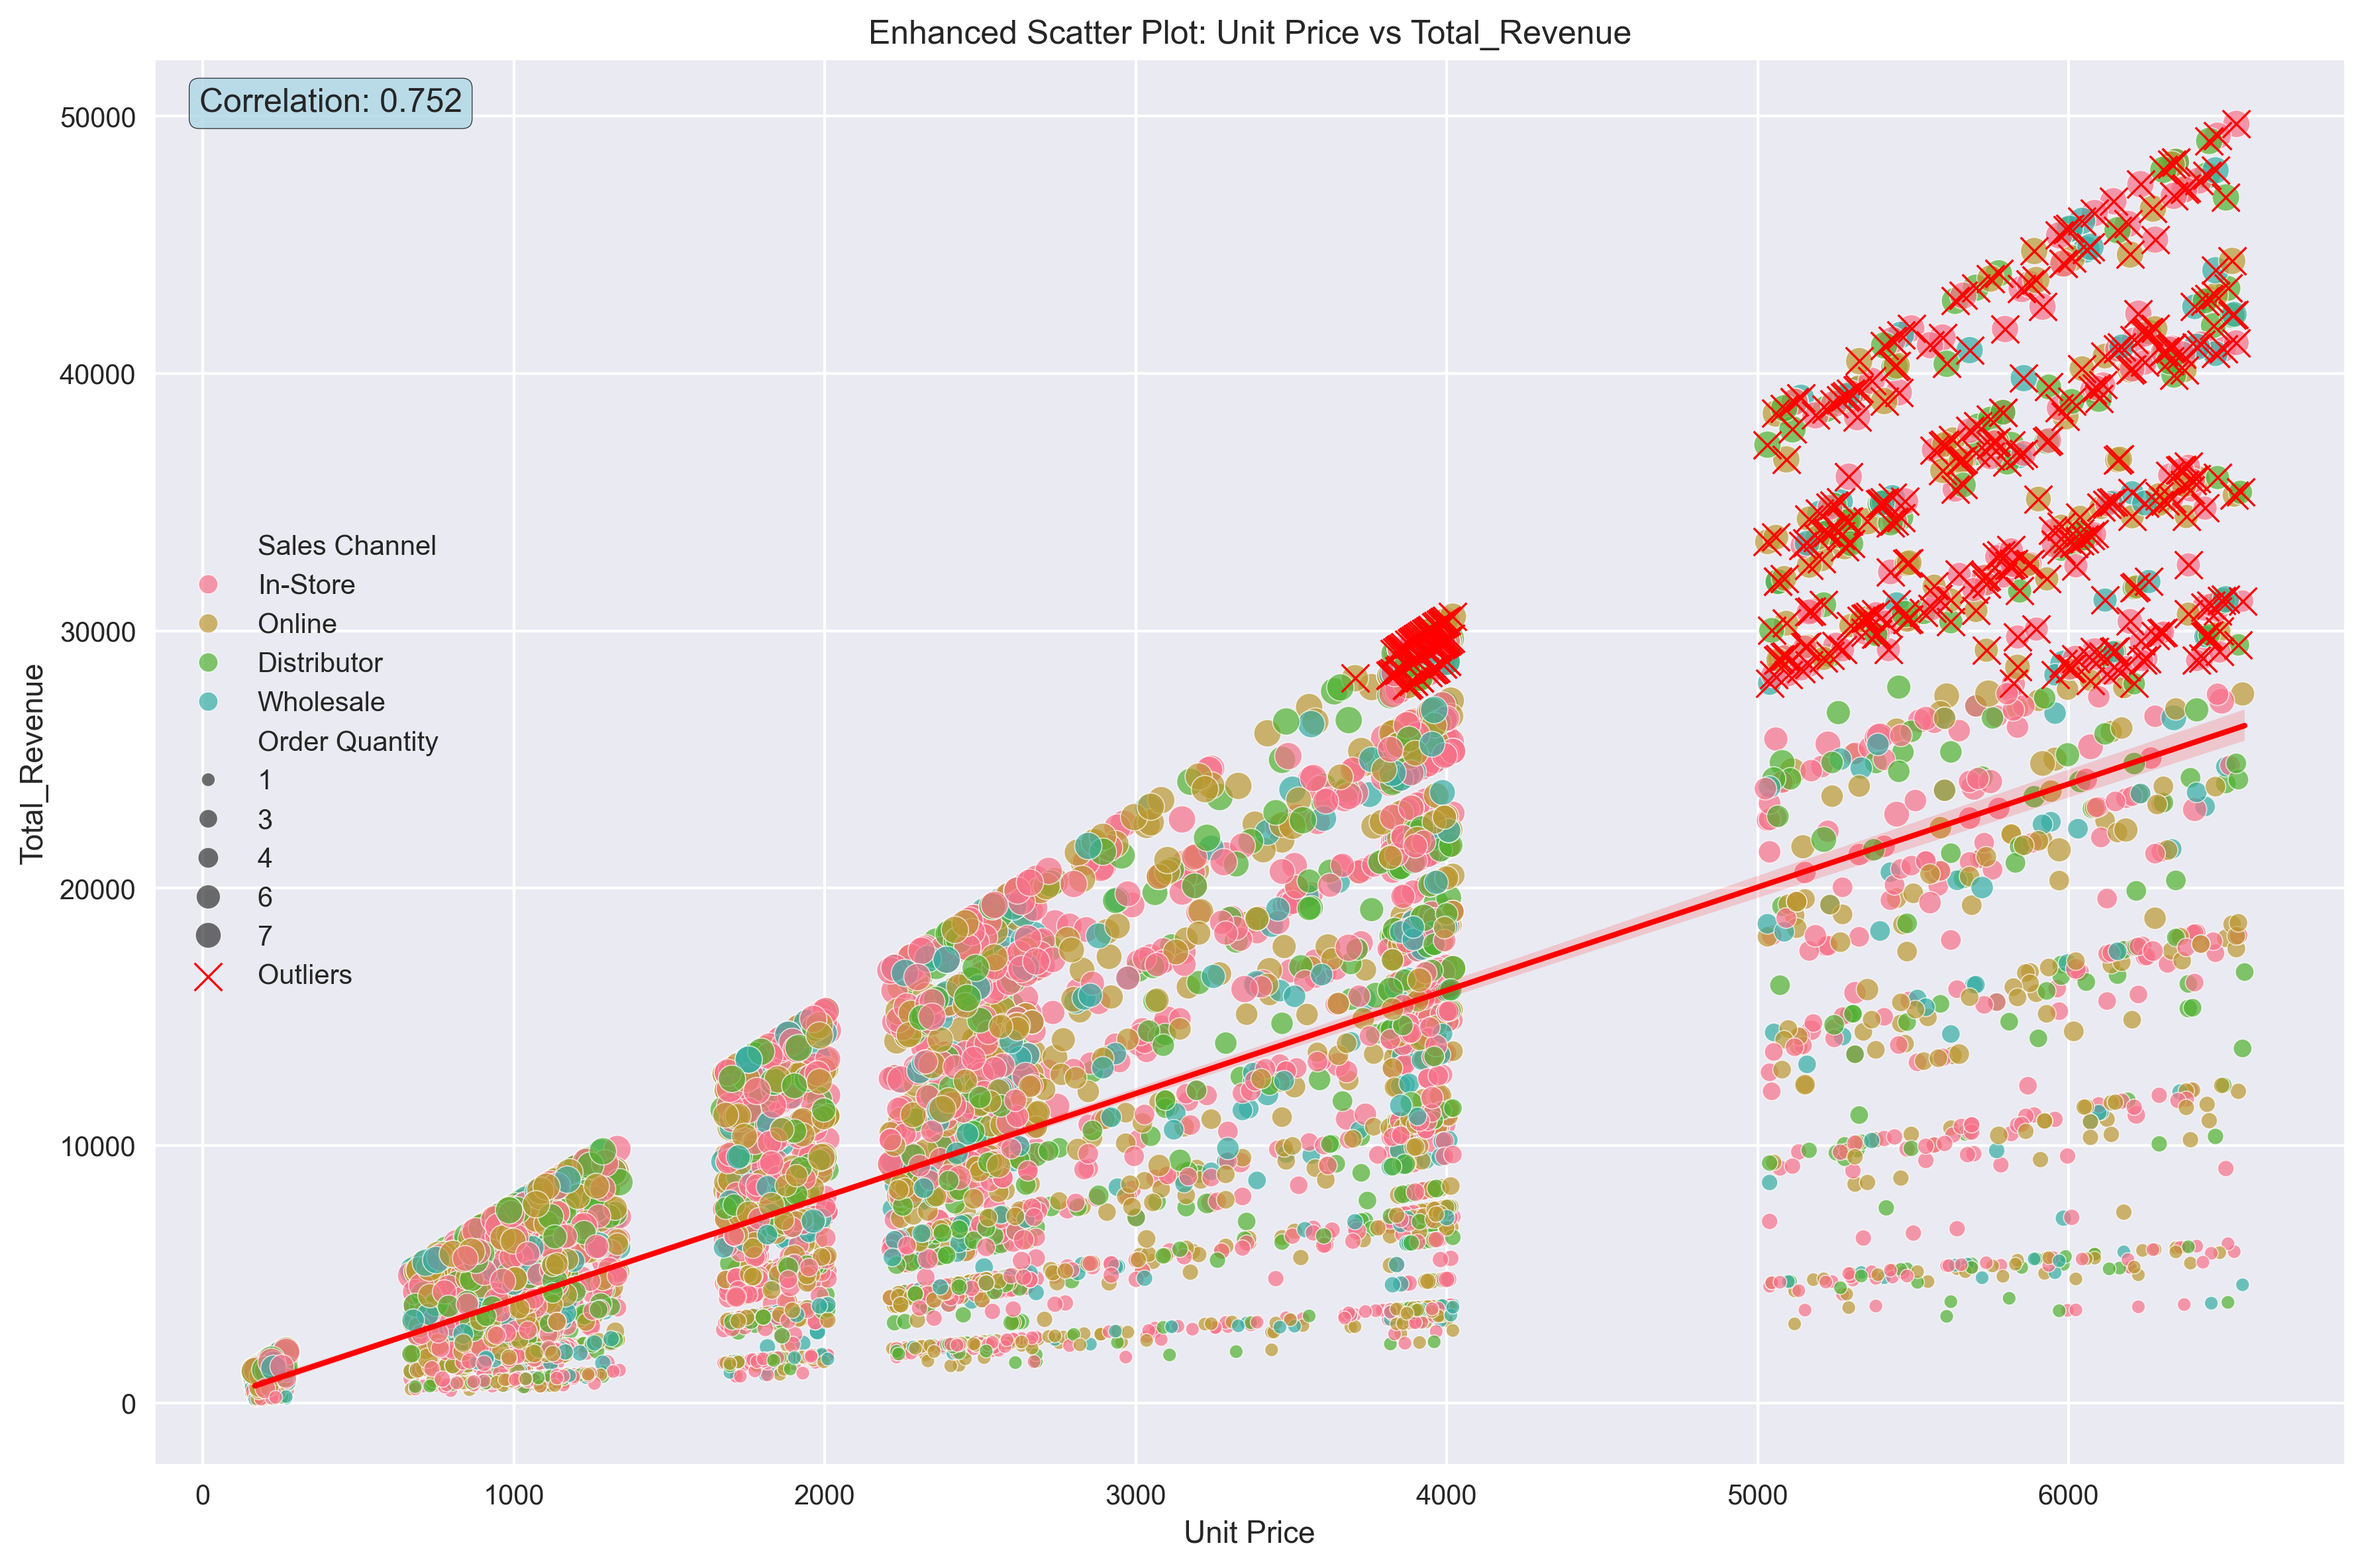 Enhanced Scatter Plot: Unit Price vs Total_Revenue
Correlation: 0.752
50000
40000
30000
20000
10000
0
Total_Revenue
Sales Channel
In-Store
Online
Distributor
Wholesale
Order Quantity
1
3
4
6
7
Outliers
0 1000 2000 3000 4000 5000 6000
Unit Price